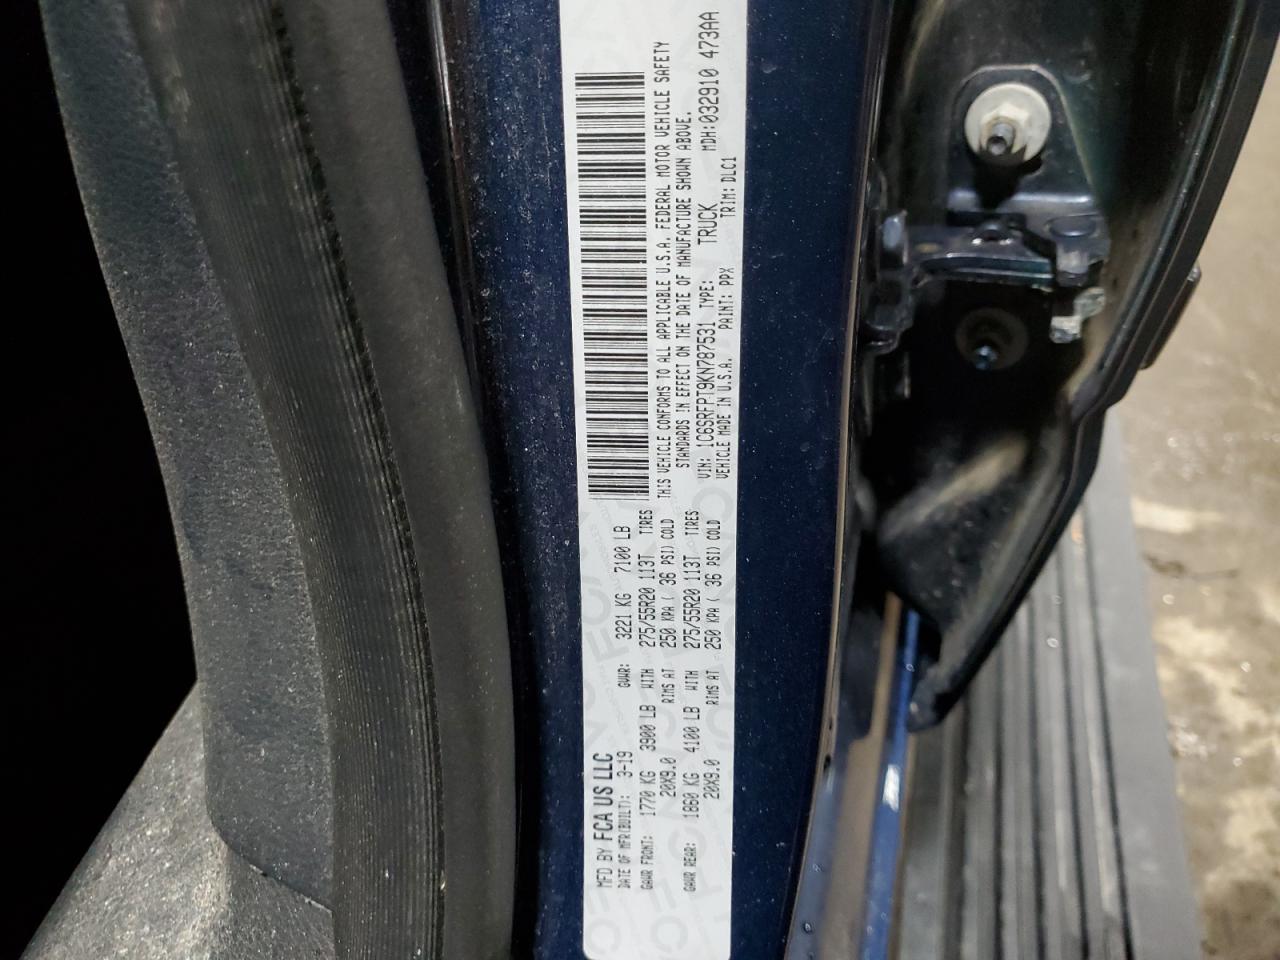 MFD BY FCA US LLC
DATE OF MFR(BUILT): 3-19 GVWR: 3221 KG 7100 LB
GAWR FRONT: 1770 KG 3900 LB WITH 275/55R20 113T TIRES
20X9.0 RIMS AT 250 KPA ( 36 PSI) COLD
GAWR REAR: 1860 KG 4100 LB WITH 275/55R20 113T TIRES
20X9.0 RIMS AT 250 KPA ( 36 PSI) COLD
THIS VEHICLE CONFORMS TO ALL APPLICABLE U.S.A. FEDERAL MOTOR VEHICLE SAFETY
STANDARDS IN EFFECT ON THE DATE OF MANUFACTURE SHOWN ABOVE.
VIN: 1C6SRFPT9KN787531 TYPE: TRUCK MDH:032910 473AA
VEHICLE MADE IN U.S.A. PAINT: PPX TRIM: DLC1